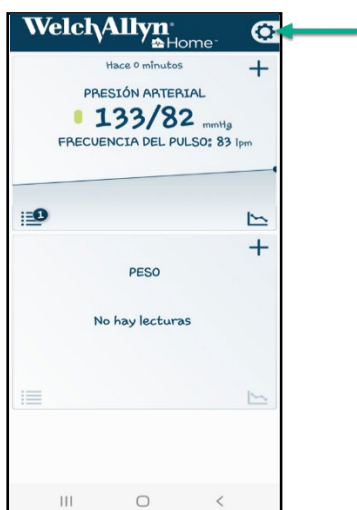 WelchAllyn®
Home™
Hace 0 minutos
PRESIÓN ARTERIAL
133/82 mmHg
FRECUENCIA DEL PULSO: 83 lpm
1
PESO
No hay lecturas